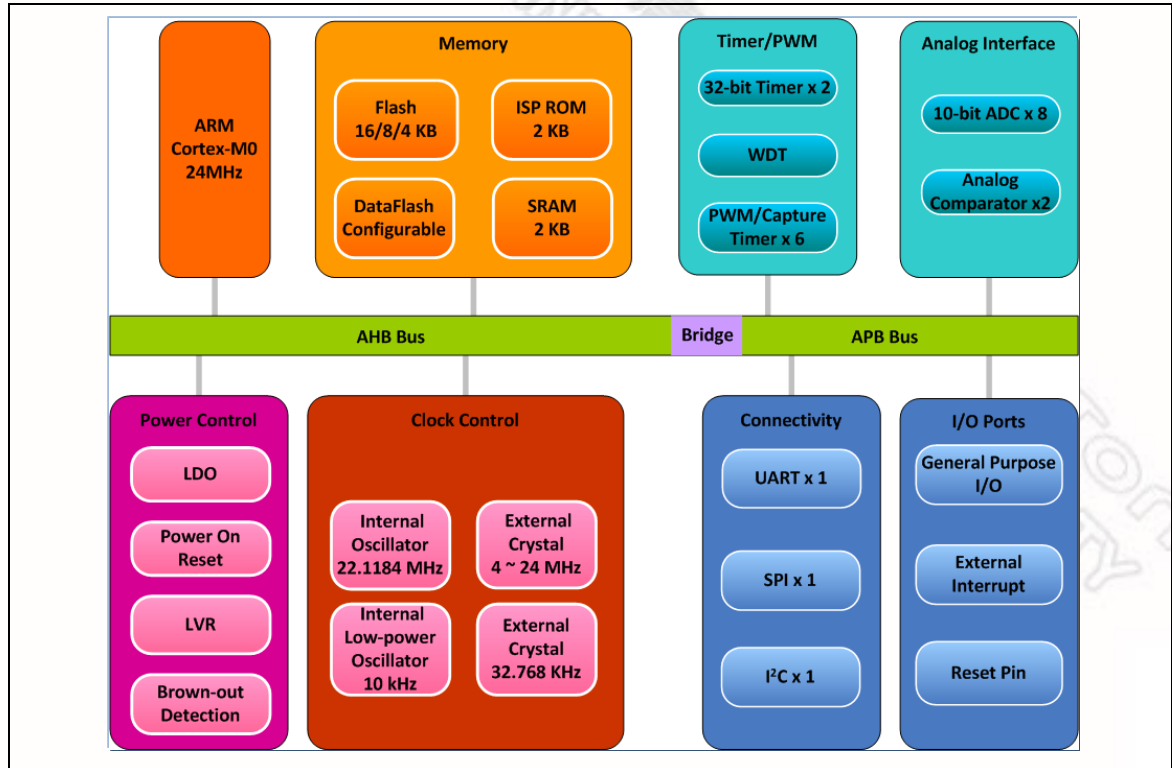 ARM
Cortex-M0
24MHz
Memory
Flash
16/8/4 KB
ISP ROM
2 KB
DataFlash
Configurable
SRAM
2 KB
Timer/PWM
32-bit Timer x 2
WDT
PWM/Capture
Timer x 6
Analog Interface
10-bit ADC x 8
Analog
Comparator x2
AHB Bus
Bridge
APB Bus
Power Control
LDO
Power On
Reset
LVR
Brown-out
Detection
Clock Control
Internal
Oscillator
22.1184 MHz
External
Crystal
4 ~ 24 MHz
Internal
Low-power
Oscillator
10 kHz
External
Crystal
32.768 KHz
Connectivity
UART x 1
SPI x 1
I²C x 1
I/O Ports
General Purpose
I/O
External
Interrupt
Reset Pin